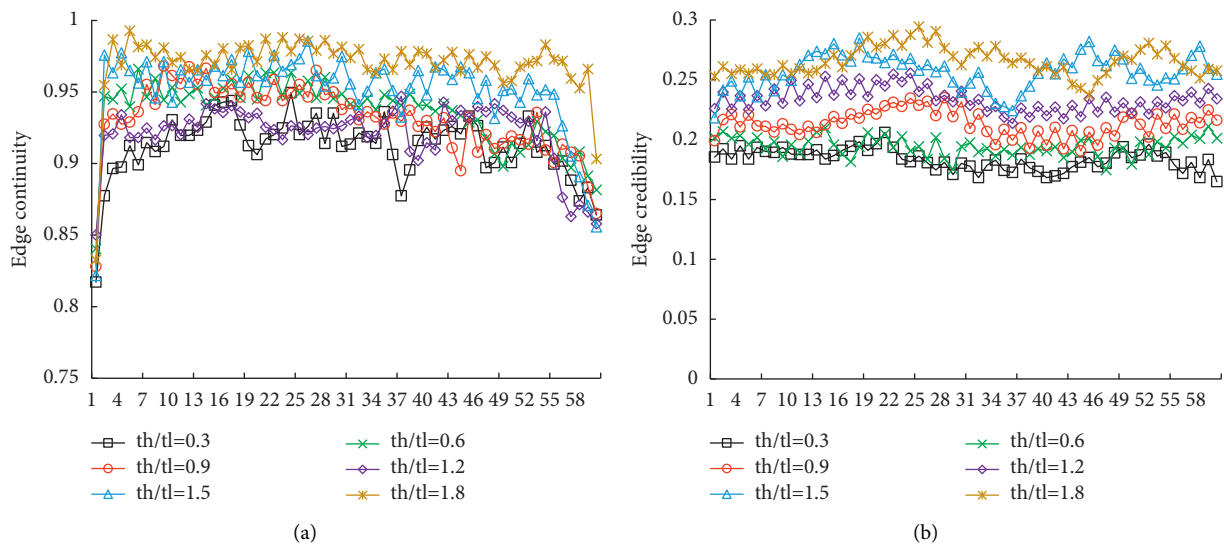 1
0.95
0.9
0.85
0.8
0.75
Edge continuity
1 4 7 10 13 16 19 22 25 28 31 34 37 40 43 46 49 52 55 58
th/tl=0.3 th/tl=0.6
th/tl=0.9 th/tl=1.2
th/tl=1.5 th/tl=1.8
(a)
0.3
0.25
0.2
0.15
0.1
0.05
0
Edge credibility
1 4 7 10 13 16 19 22 25 28 31 34 37 40 43 46 49 52 55 58
th/tl=0.3 th/tl=0.6
th/tl=0.9 th/tl=1.2
th/tl=1.5 th/tl=1.8
(b)